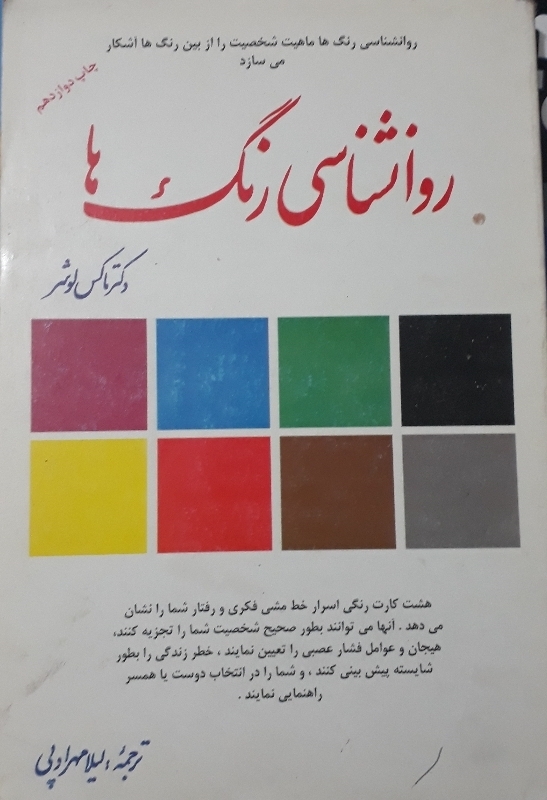 روانشناسی رنگ ها ماهیت شخصیت را از بین رنگ ها آشکار
می سازد
چاپ دوازدهم
روانشناسی رنگ ها
دکتر ماکس لوشر
هشت کارت رنگی اسرار خط مشی فکری و رفتار شما را نشان
می دهد . آنها می توانند بطور صحیح شخصیت شما را تجزیه کنند،
هیجان و عوامل فشار عصبی را تعیین نمایند ، خطر زندگی را بطور
شایسته پیش بینی کنند ، و شما را در انتخاب دوست یا همسر
راهنمایی نمایند .
ترجمهٔ : لیلا مهرادپی